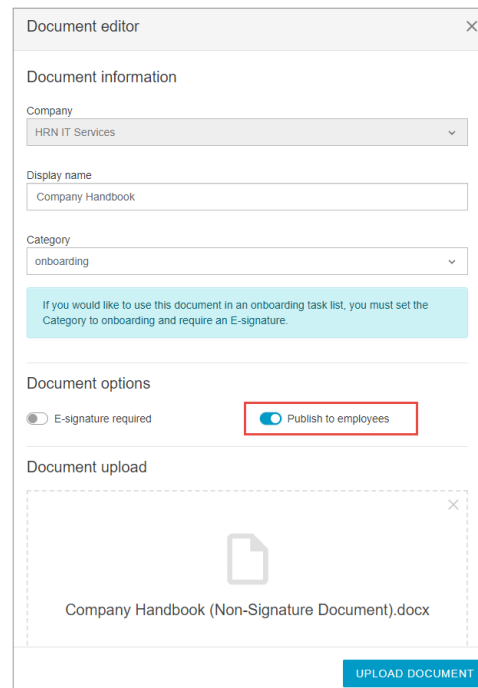 Document editor
Document information
Company
HRN IT Services
Display name
Company Handbook
Category
onboarding
If you would like to use this document in an onboarding task list, you must set the
Category to onboarding and require an E-signature.
Document options
E-signature required
Publish to employees
Document upload
Company Handbook (Non-Signature Document).docx
UPLOAD DOCUMENT